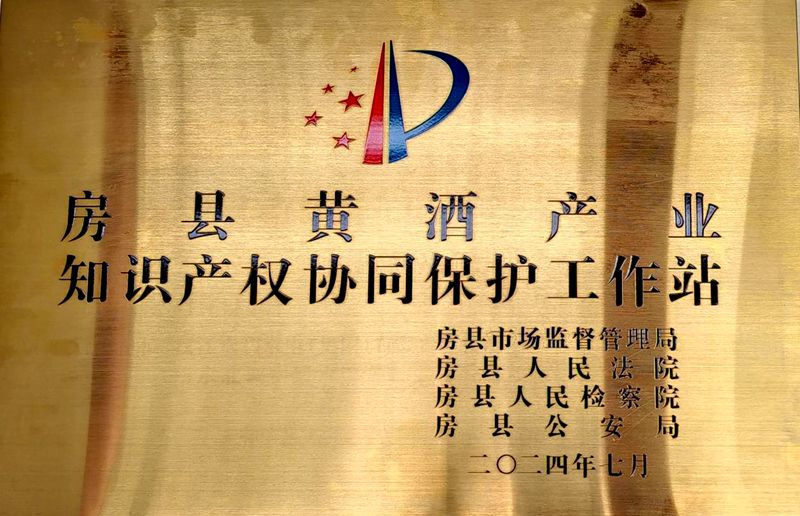 房县黄酒产业
知识产权协同保护工作站
房县市场监督管理局
房县人民法院
房县人民检察院
房县公安局
二〇二四年七月